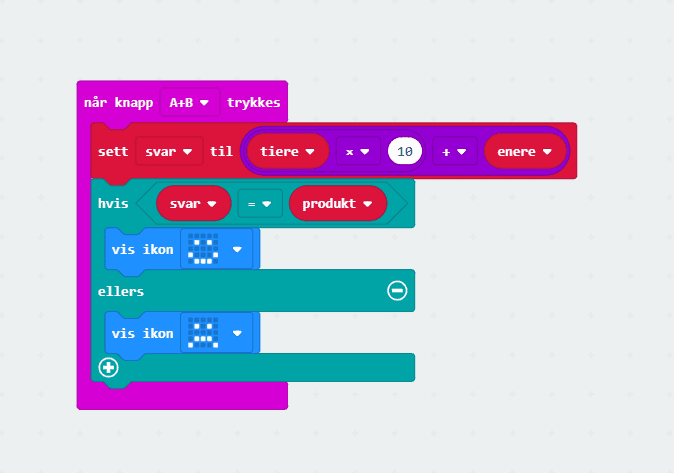 når knapp A+B trykkes
sett svar til tiere × 10 + enere
hvis svar = produkt
vis ikon
ellers
vis ikon